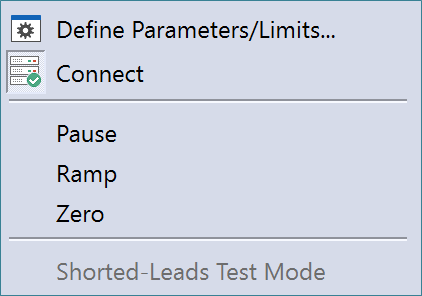 Define Parameters/Limits...
Connect
Pause
Ramp
Zero
Shorted-Leads Test Mode